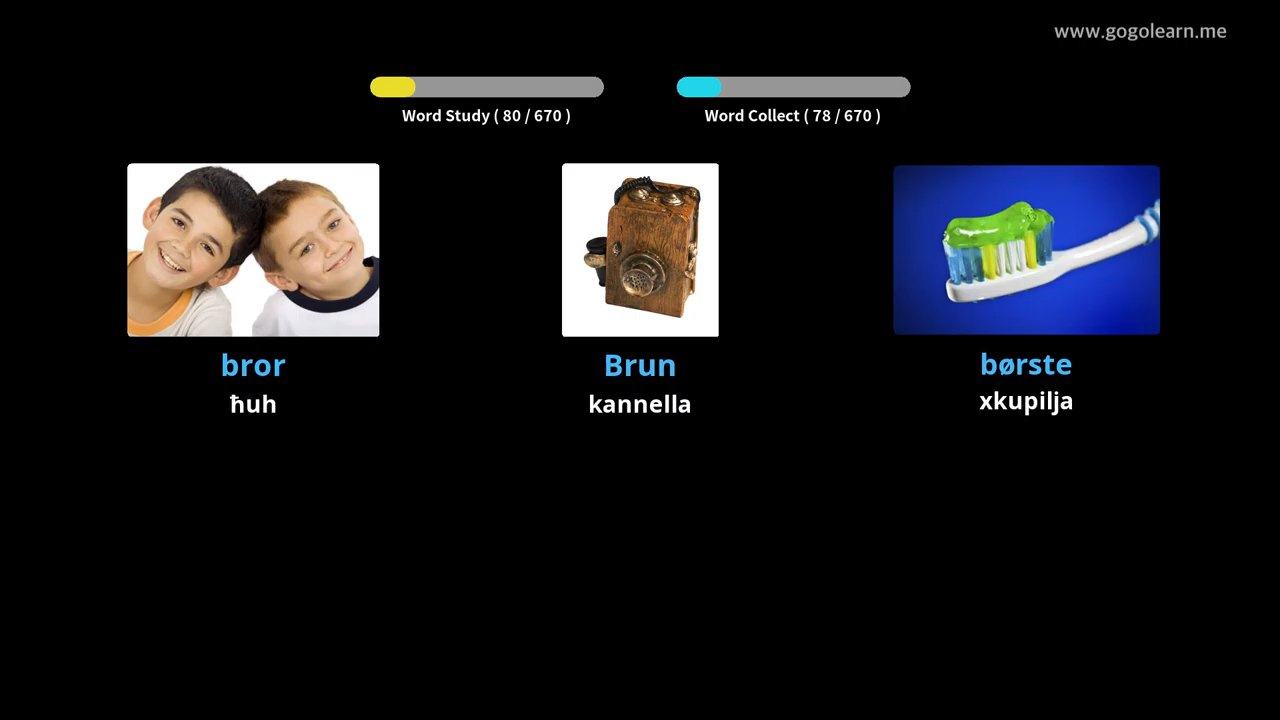 www.gogolearn.me
Word Study ( 80 / 670 )
Word Collect ( 78 / 670 )
bror
ħuh
Brun
kannella
børste
xkupilja